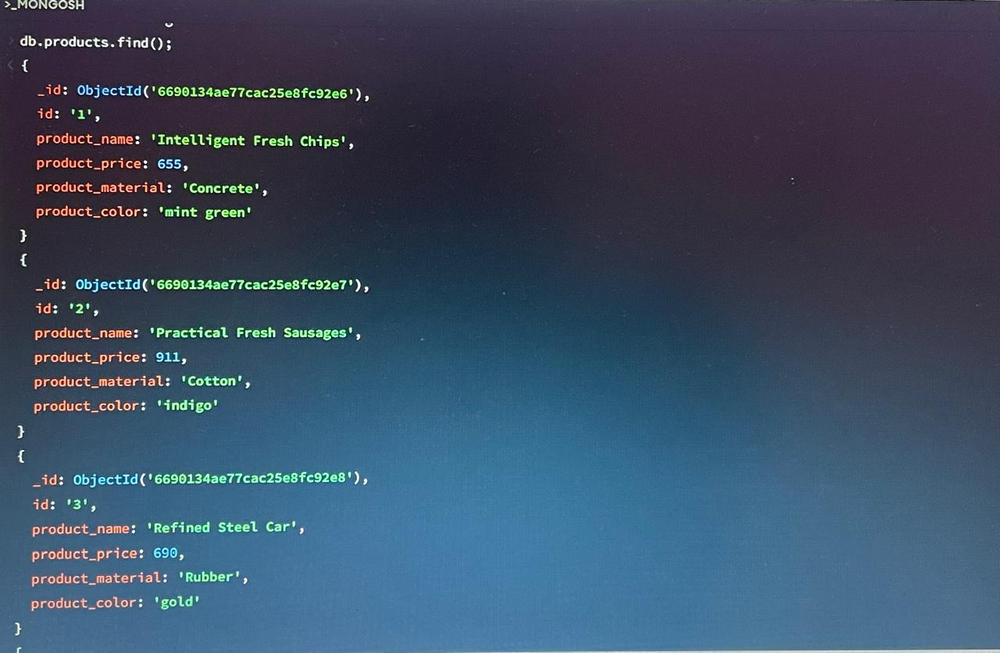 >_MONGOSH
db.products.find();
{
_id: ObjectId('6690134ae77cac25e8fc92e6'),
id: '1',
product_name: 'Intelligent Fresh Chips',
product_price: 655,
product_material: 'Concrete',
product_color: 'mint green'
}
{
_id: ObjectId('6690134ae77cac25e8fc92e7'),
id: '2',
product_name: 'Practical Fresh Sausages',
product_price: 911,
product_material: 'Cotton',
product_color: 'indigo'
}
{
_id: ObjectId('6690134ae77cac25e8fc92e8'),
id: '3',
product_name: 'Refined Steel Car',
product_price: 690,
product_material: 'Rubber',
product_color: 'gold'
}
{